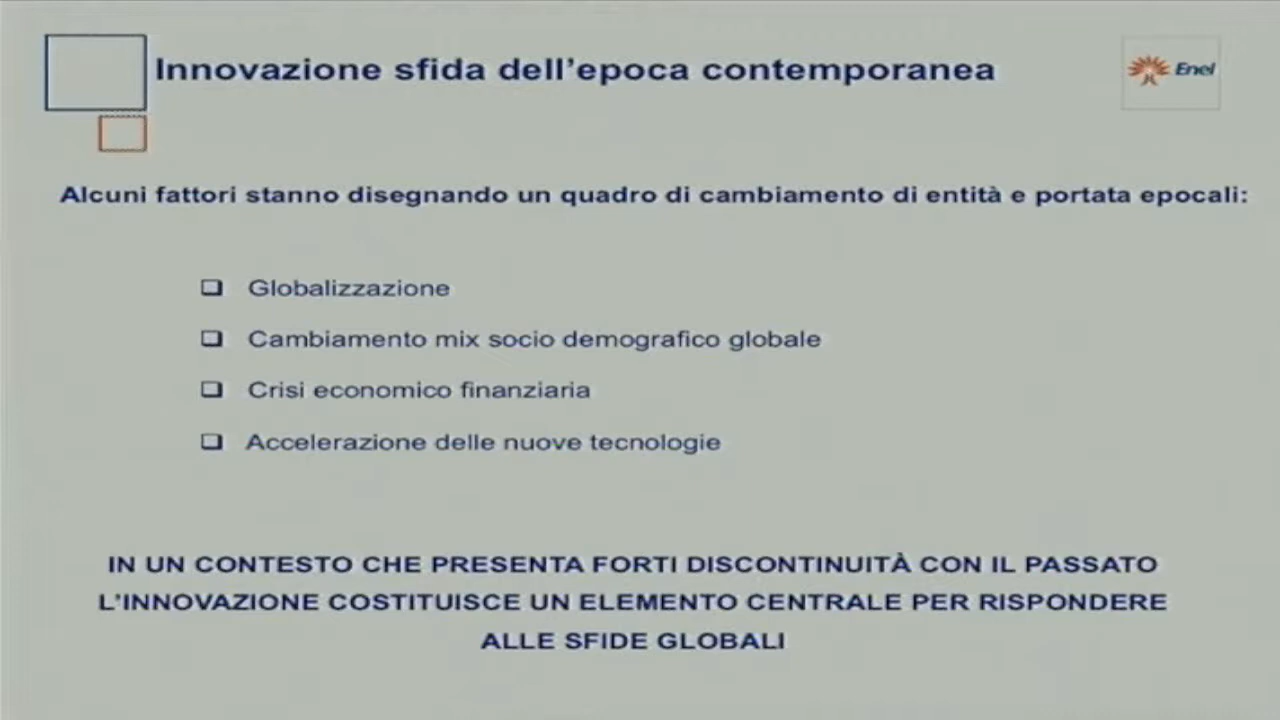 Innovazione sfida dell'epoca contemporanea
Enel
Alcuni fattori stanno disegnando un quadro di cambiamento di entità e portata epocali:
❑ Globalizzazione
❑ Cambiamento mix socio demografico globale
❑ Crisi economico finanziaria
❑ Accelerazione delle nuove tecnologie
IN UN CONTESTO CHE PRESENTA FORTI DISCONTINUITÀ CON IL PASSATO
L'INNOVAZIONE COSTITUISCE UN ELEMENTO CENTRALE PER RISPONDERE
ALLE SFIDE GLOBALI